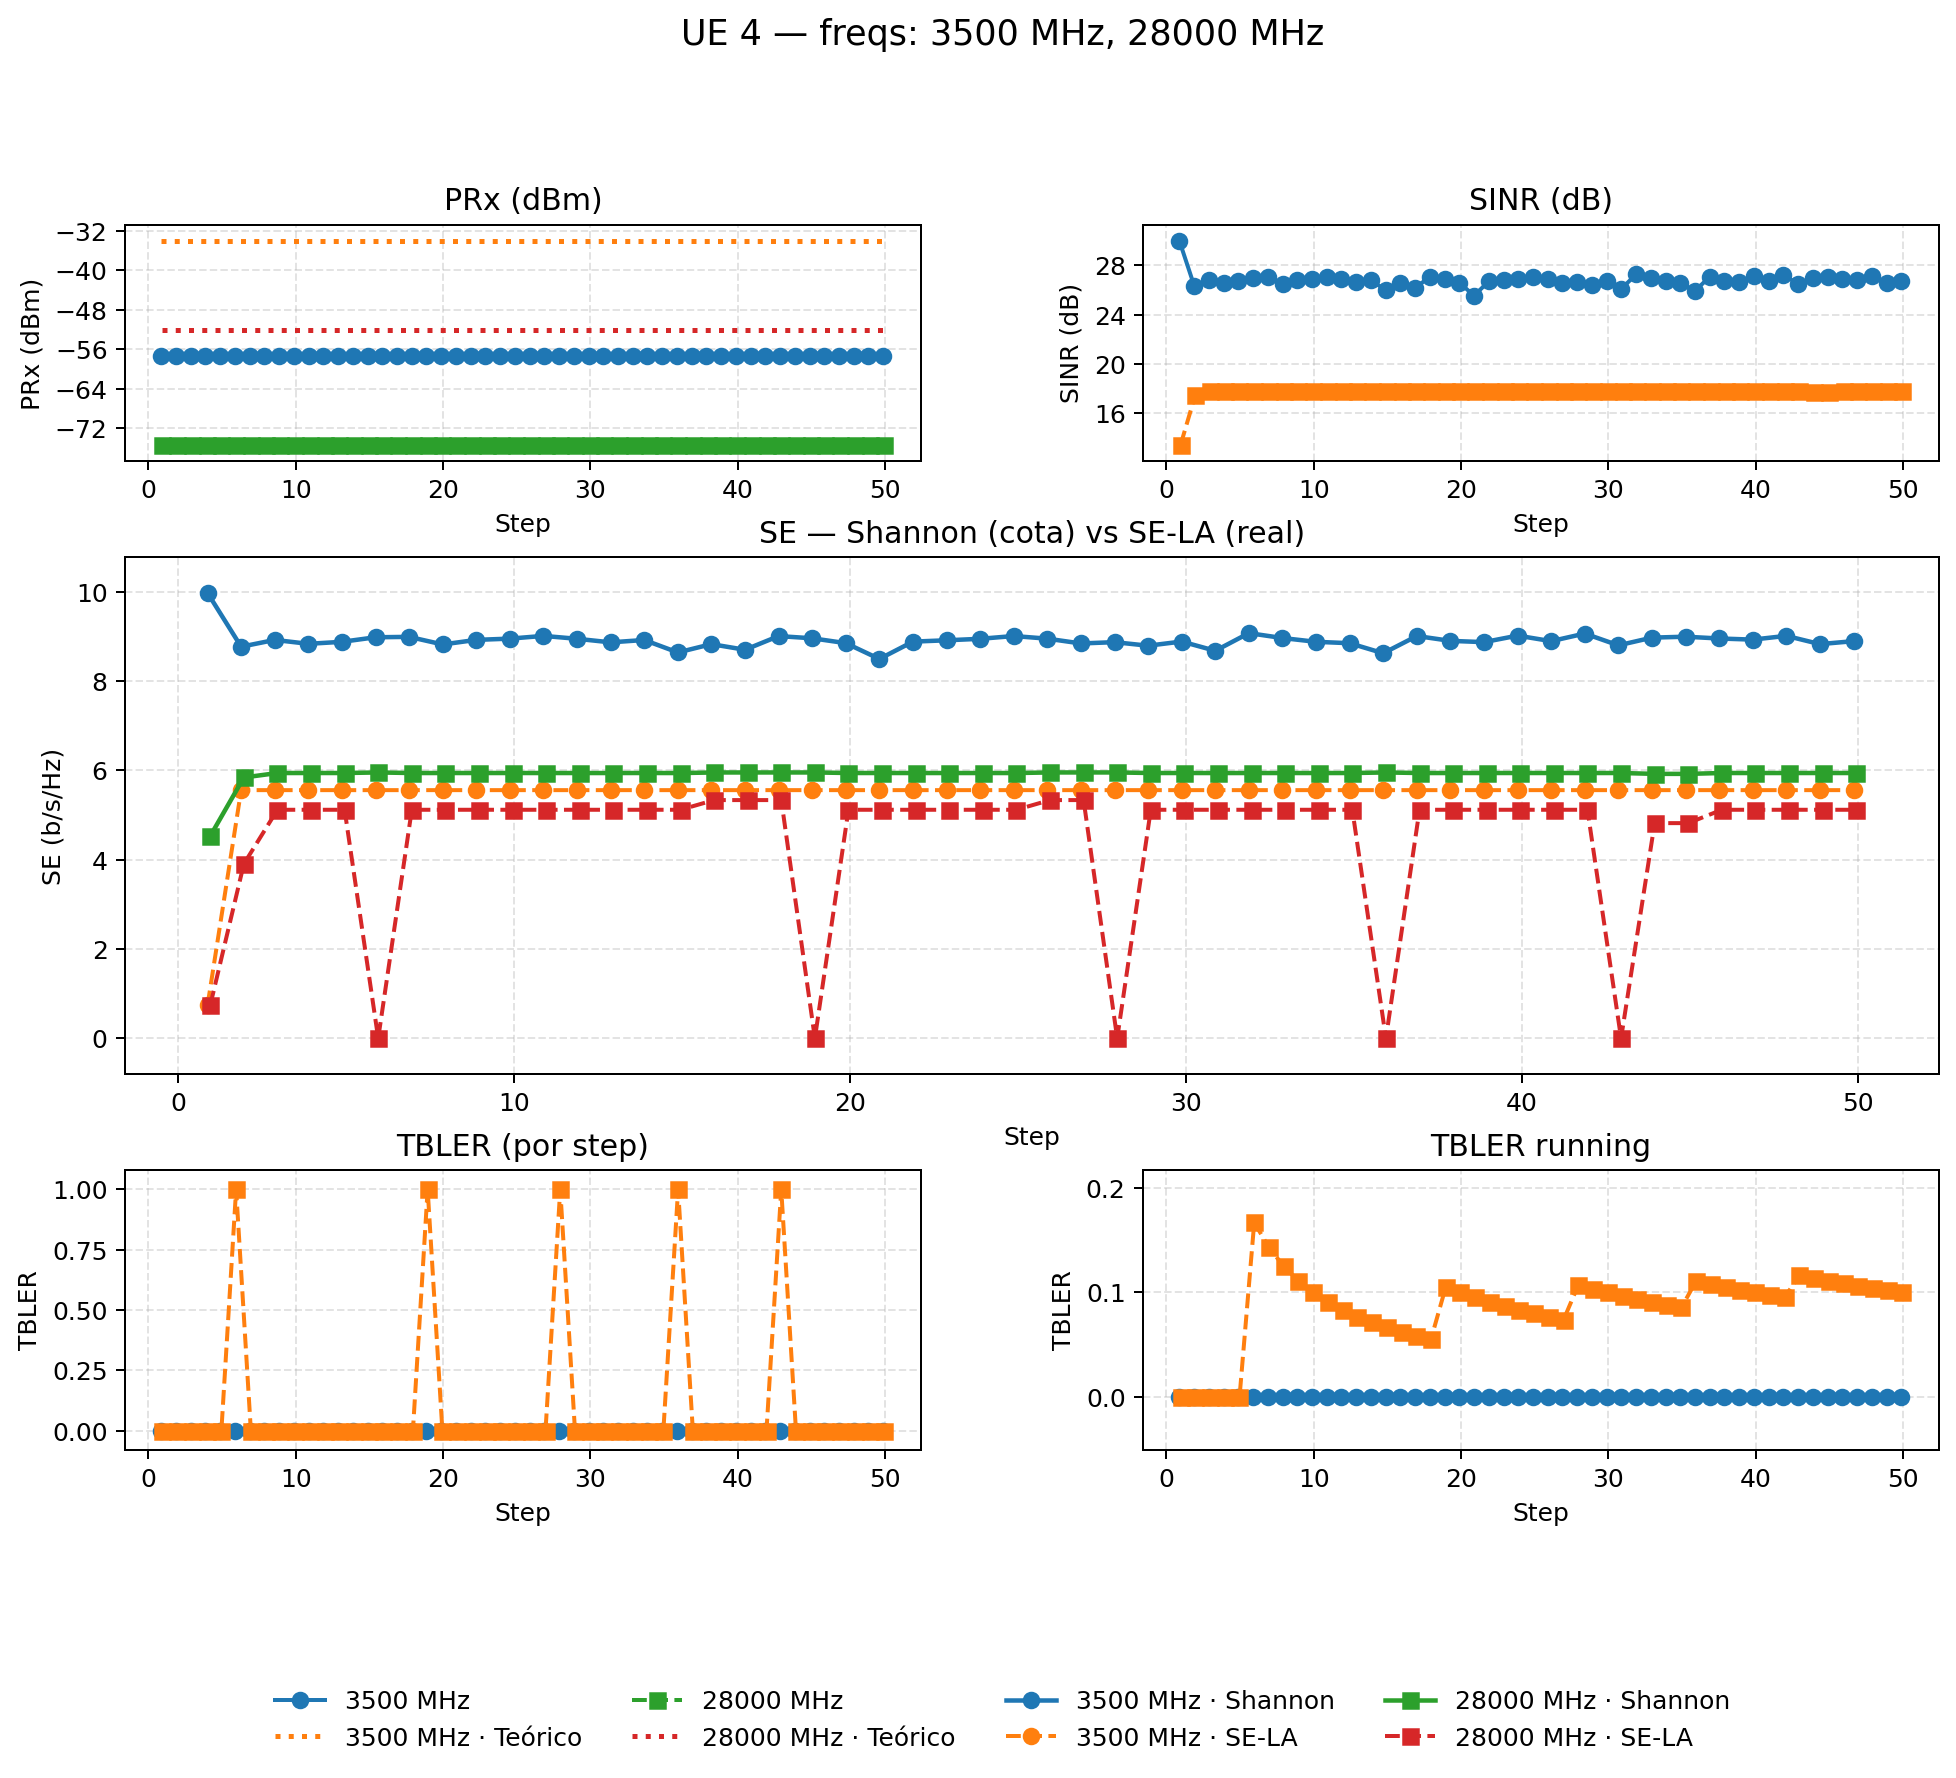 UE 4 — freqs: 3500 MHz, 28000 MHz
PRx (dBm)
PRx (dBm)
−32
−40
−48
−56
−64
−72
0 10 20 30 40 50
Step
SINR (dB)
SINR (dB)
28
24
20
16
0 10 20 30 40 50
Step
SE — Shannon (cota) vs SE-LA (real)
SE (b/s/Hz)
10
8
6
4
2
0
0 10 20 30 40 50
Step
TBLER (por step)
TBLER
1.00
0.75
0.50
0.25
0.00
0 10 20 30 40 50
Step
TBLER running
TBLER
0.2
0.1
0.0
0 10 20 30 40 50
Step
3500 MHz 28000 MHz 3500 MHz · Shannon 28000 MHz · Shannon
3500 MHz · Teórico 28000 MHz · Teórico 3500 MHz · SE-LA 28000 MHz · SE-LA